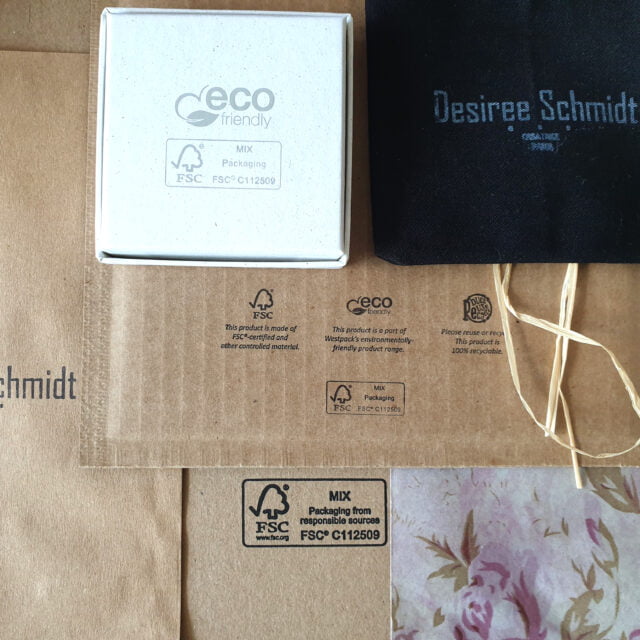 eco
friendly
MIX
Packaging
FSC
FSC® C112509
Desiree Schmidt
FSC
This product is made of
FSC®-certified and
other controlled material.
eco
friendly
This product is a part of
Westpack's environmentally-
friendly product range.
Please reuse or recy
This product is
100% recyclable.
Schmidt
MIX
Packaging
FSC
FSC® C112509
MIX
Packaging from
responsible sources
FSC
www.fsc.org
FSC® C112509